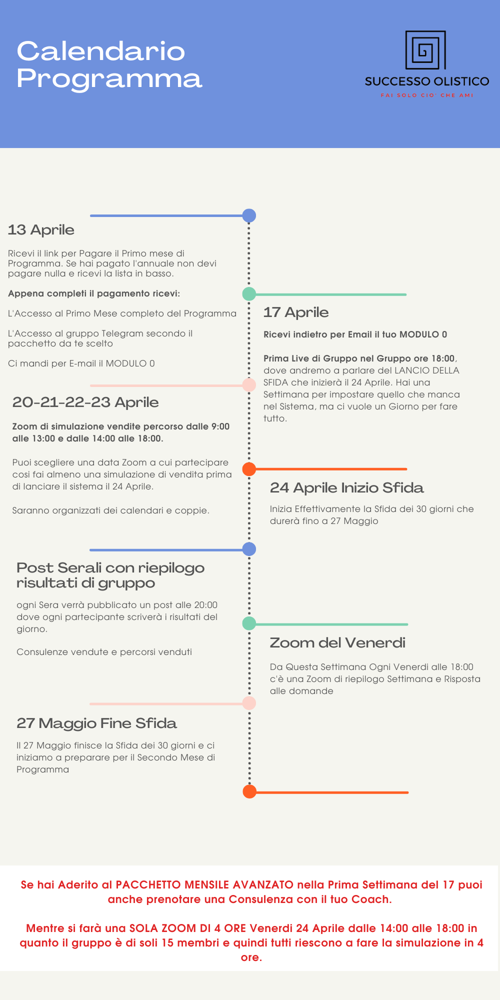 Calendario
Programma
SUCCESSO OLISTICO
FAI SOLO CIO' CHE AMI
13 Aprile
Ricevi il link per Pagare il Primo mese di
Programma. Se hai pagato l'annuale non devi
pagare nulla e ricevi la lista in basso.
Appena completi il pagamento ricevi:
L'Accesso al Primo Mese completo del Programma
L'Accesso al gruppo Telegram secondo il
pacchetto da te scelto
Ci mandi per E-mail il MODULO 0
17 Aprile
Ricevi indietro per Email il tuo MODULO 0
Prima Live di Gruppo nel Gruppo ore 18:00,
dove andremo a parlare del LANCIO DELLA
SFIDA che inizierà il 24 Aprile. Hai una
Settimana per impostare quello che manca
nel Sistema, ma ci vuole un Giorno per fare
tutto.
20-21-22-23 Aprile
Zoom di simulazione vendite percorso dalle 9:00
alle 13:00 e dalle 14:00 alle 18:00.
Puoi scegliere una data Zoom a cui partecipare
cosi fai almeno una simulazione di vendita prima
di lanciare il sistema il 24 Aprile.
Saranno organizzati dei calendari e coppie.
24 Aprile Inizio Sfida
Inizia Effettivamente la Sfida dei 30 giorni che
durerà fino a 27 Maggio
Post Serali con riepilogo
risultati di gruppo
ogni Sera verrà pubblicato un post alle 20:00
dove ogni partecipante scriverà i risultati del
giorno.
Consulenze vendute e percorsi venduti
Zoom del Venerdi
Da Questa Settimana Ogni Venerdi alle 18:00
c'è una Zoom di riepilogo Settimana e Risposta
alle domande
27 Maggio Fine Sfida
Il 27 Maggio finisce la Sfida dei 30 giorni e ci
iniziamo a preparare per il Secondo Mese di
Programma
Se hai Aderito al PACCHETTO MENSILE AVANZATO nella Prima Settimana del 17 puoi
anche prenotare una Consulenza con il tuo Coach.
Mentre si farà una SOLA ZOOM DI 4 ORE Venerdi 24 Aprile dalle 14:00 alle 18:00 in
quanto il gruppo è di soli 15 membri e quindi tutti riescono a fare la simulazione in 4
ore.